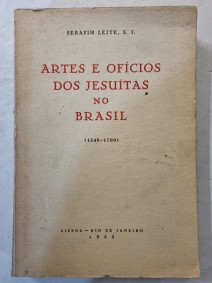 SERAFIM LEITE, S. I.
ARTES E OFÍCIOS
DOS JESUÍTAS
NO
BRASIL
(1549-1760)
LISBOA — RIO DE JANEIRO
1953